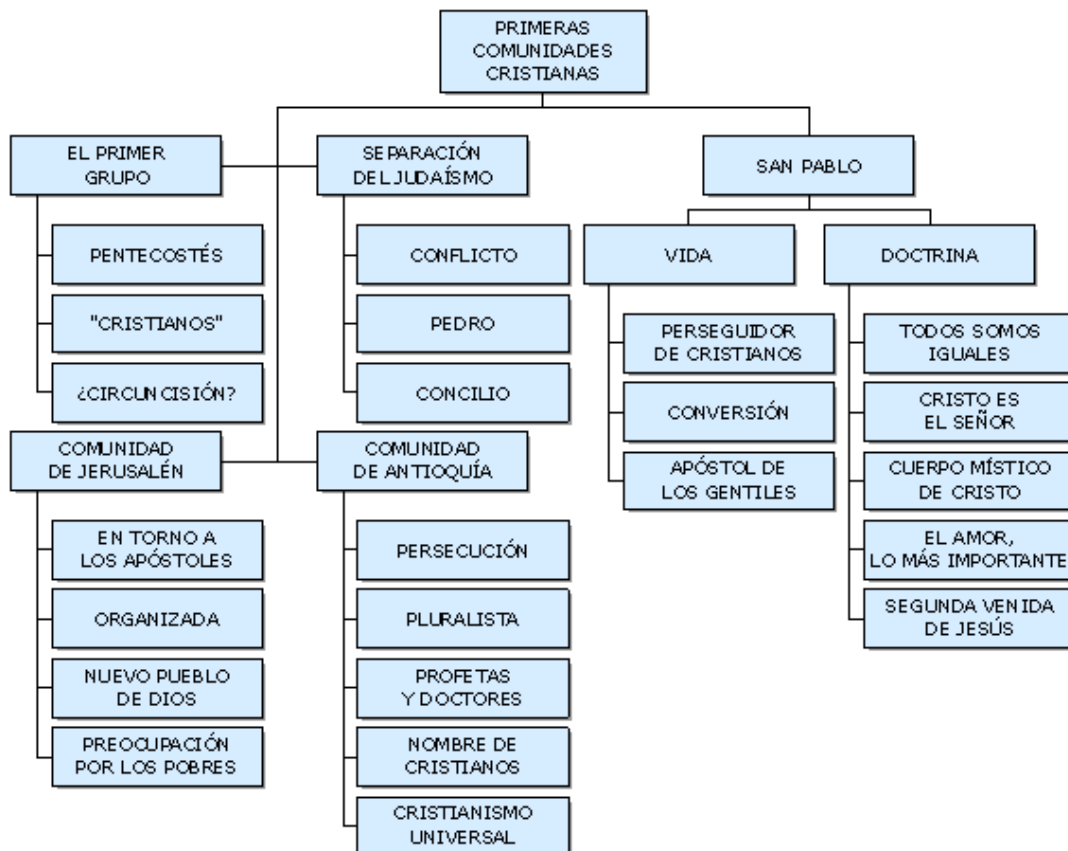 PRIMERAS
COMUNIDADES
CRISTIANAS
EL PRIMER
GRUPO
PENTECOSTÉS
"CRISTIANOS"
¿CIRCUNCISIÓN?
SEPARACIÓN
DEL JUDAÍSMO
CONFLICTO
PEDRO
CONCILIO
COMUNIDAD
DE JERUSALÉN
EN TORNO A
LOS APÓSTOLES
ORGANIZADA
NUEVO PUEBLO
DE DIOS
PREOCUPACIÓN
POR LOS POBRES
COMUNIDAD
DE ANTIOQUÍA
PERSECUCIÓN
PLURALISTA
PROFETAS
Y DOCTORES
NOMBRE DE
CRISTIANOS
CRISTIANISMO
UNIVERSAL
SAN PABLO
VIDA
PERSEGUIDOR
DE CRISTIANOS
CONVERSIÓN
APÓSTOL DE
LOS GENTILES
DOCTRINA
TODOS SOMOS
IGUALES
CRISTO ES
EL SEÑOR
CUERPO MÍSTICO
DE CRISTO
EL AMOR,
LO MÁS IMPORTANTE
SEGUNDA VENIDA
DE JESÚS